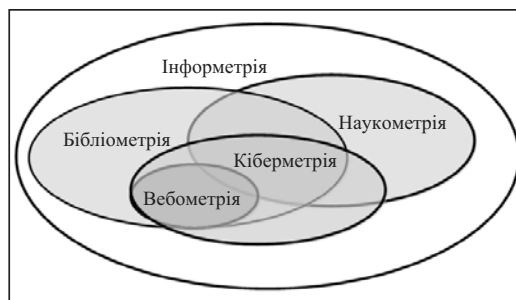 Інформетрія
Наукометрія
Бібліометрія
Кіберметрія
Вебометрія